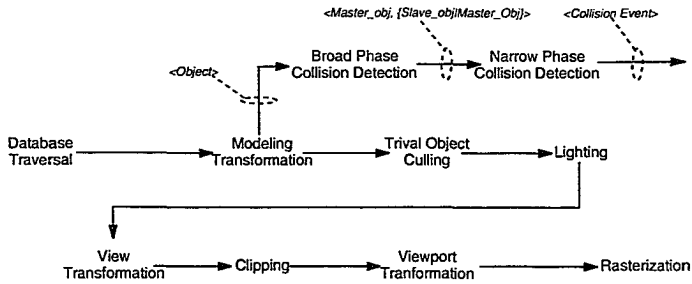 <Master_obj, {Slave_obj|Master_Obj}>
<Collision Event>
Broad Phase
Collision Detection
Narrow Phase
Collision Detection
<Object>
Database
Traversal
Modeling
Transformation
Trival Object
Culling
Lighting
View
Transformation
Clipping
Viewport
Tranformation
Rasterization